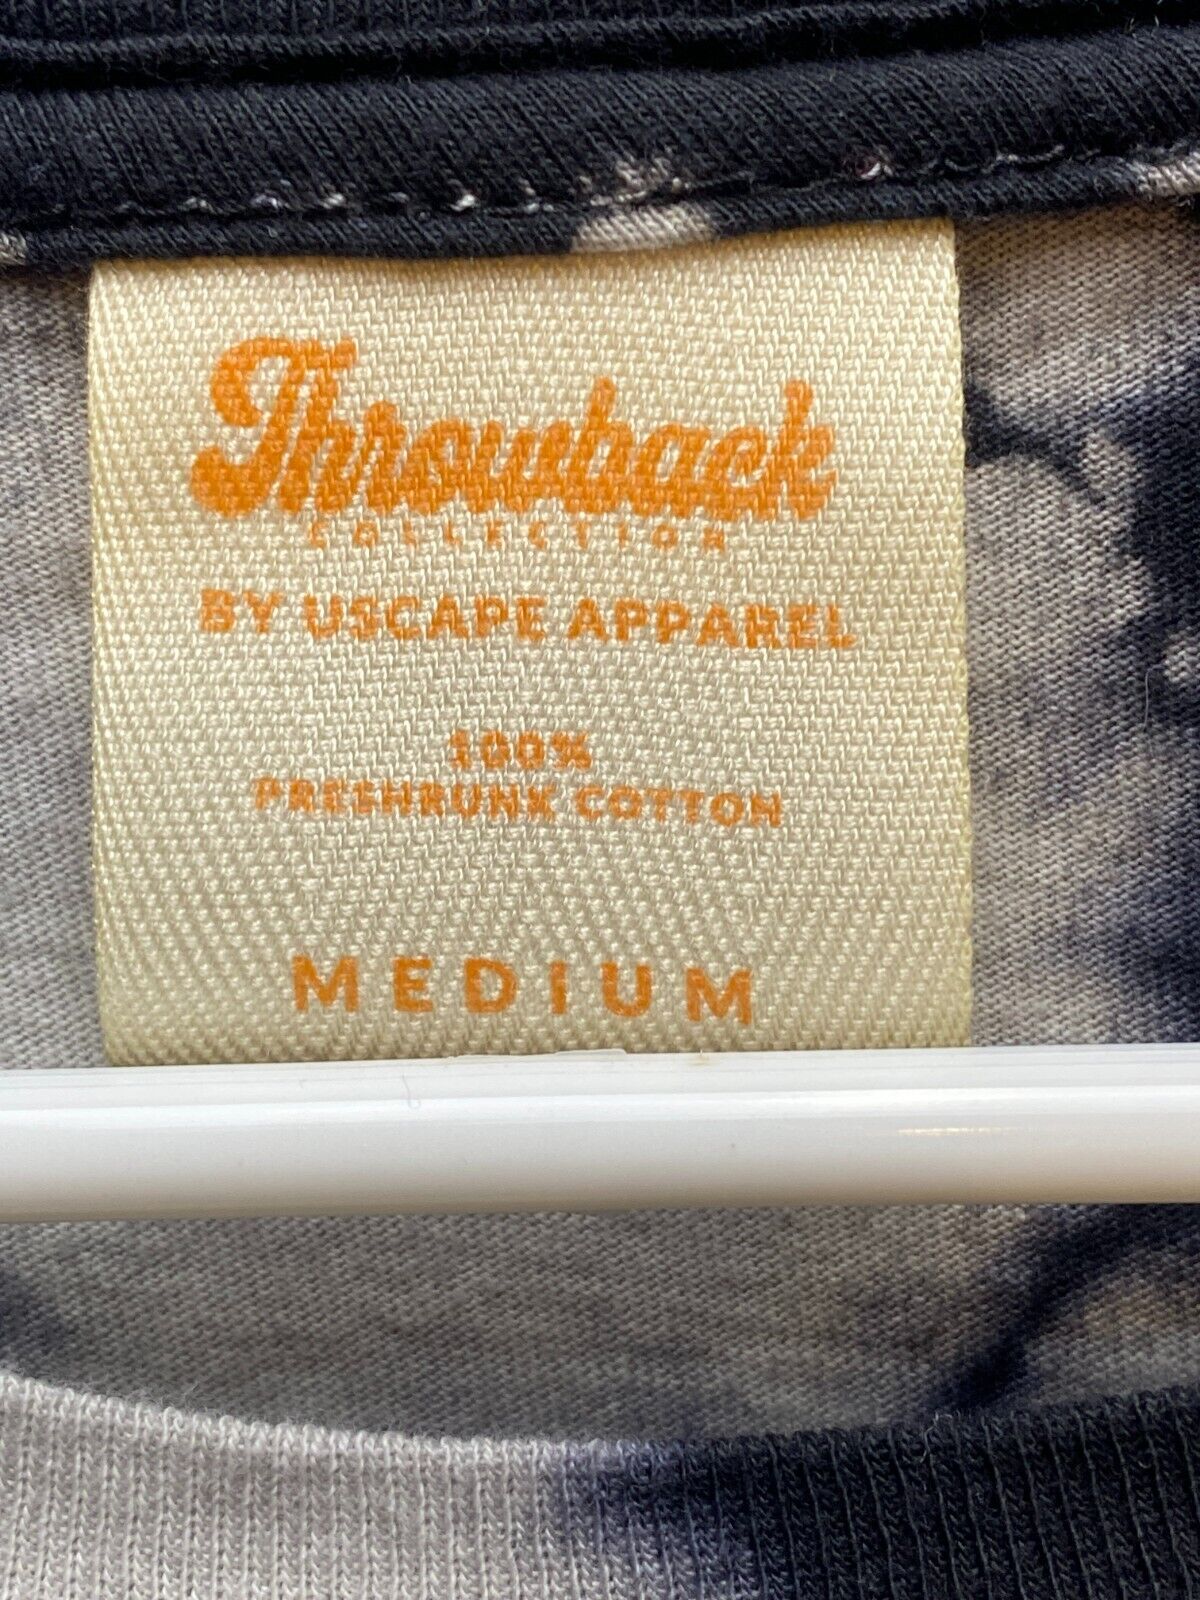 Throwback
COLLECTION
BY USCAPE APPAREL
100%
PRESHRUNK COTTON
MEDIUM